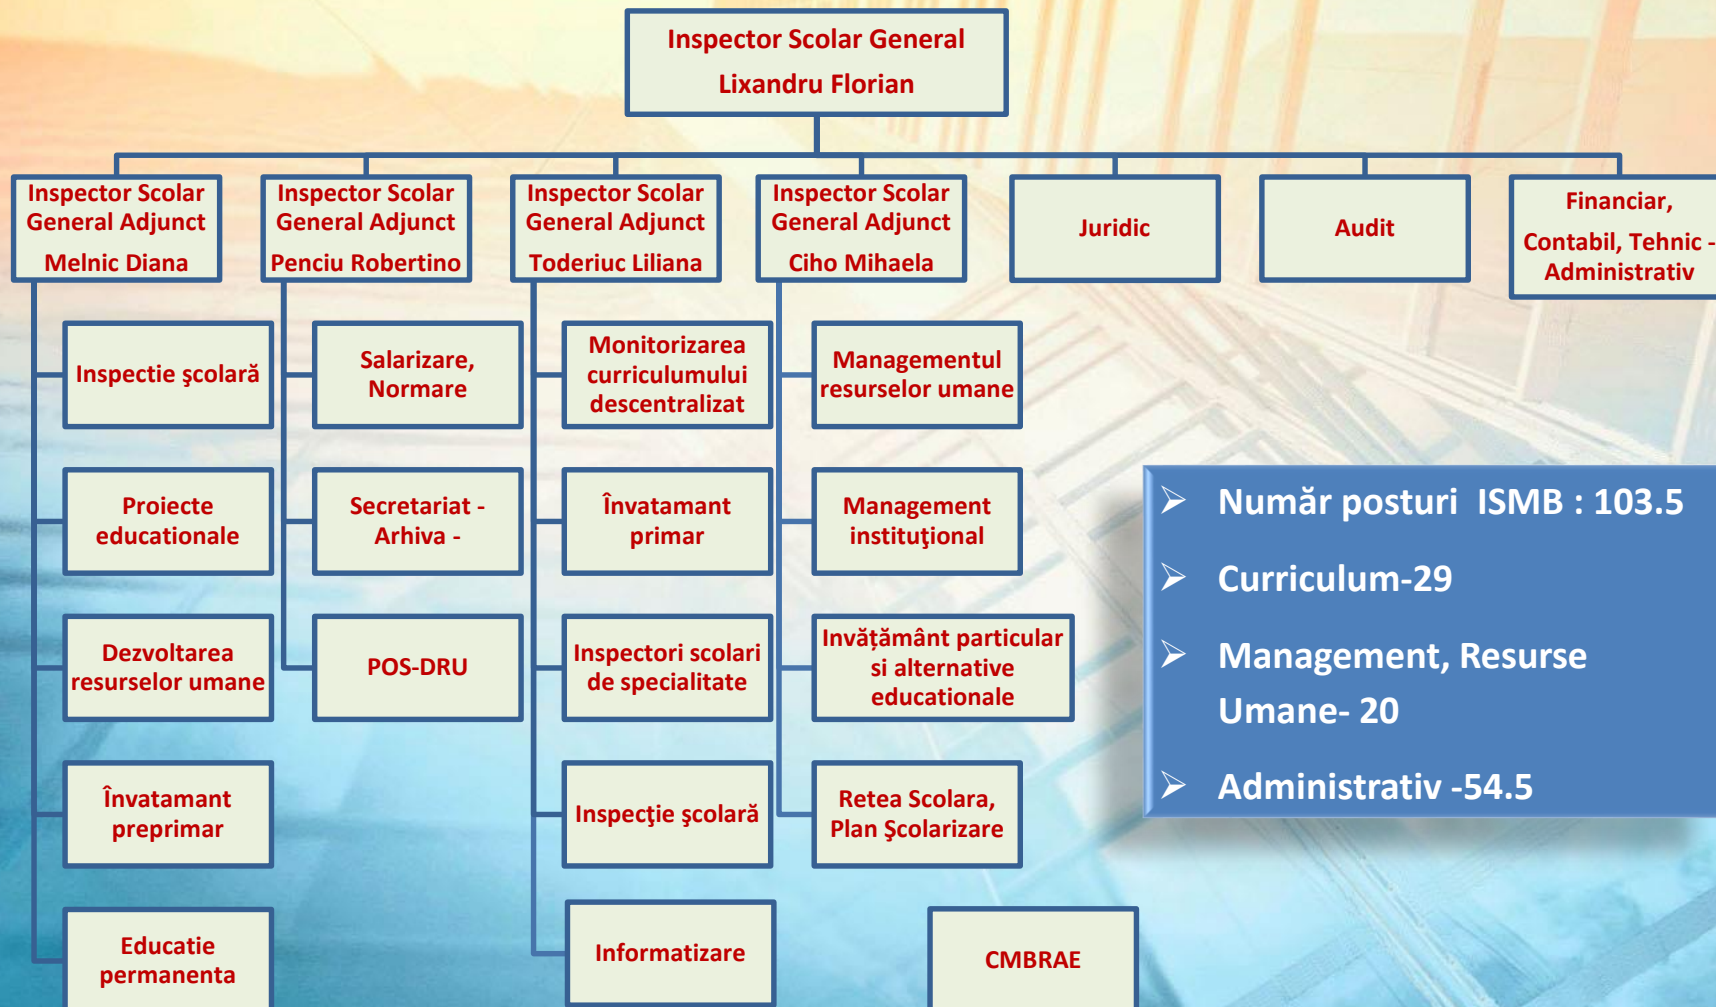 Inspector Scolar General
Lixandru Florian
Inspector Scolar
General Adjunct
Melnic Diana
Inspector Scolar
General Adjunct
Penciu Robertino
Inspector Scolar
General Adjunct
Toderiuc Liliana
Inspector Scolar
General Adjunct
Ciho Mihaela
Juridic
Audit
Financiar,
Contabil, Tehnic -
Administrativ
Inspectie şcolară
Proiecte
educationale
Dezvoltarea
resurselor umane
Învatamant
preprimar
Educatie
permanenta
Salarizare,
Normare
Secretariat -
Arhiva -
POS-DRU
Monitorizarea
curriculumului
descentralizat
Învatamant
primar
Inspectori scolari
de specialitate
Inspecţie şcolară
Informatizare
Managementul
resurselor umane
Management
instituţional
Invățământ particular
si alternative
educationale
Retea Scolara,
Plan Şcolarizare
CMBRAE
➢ Număr posturi ISMB : 103.5
➢ Curriculum-29
➢ Management, Resurse
Umane- 20
➢ Administrativ -54.5